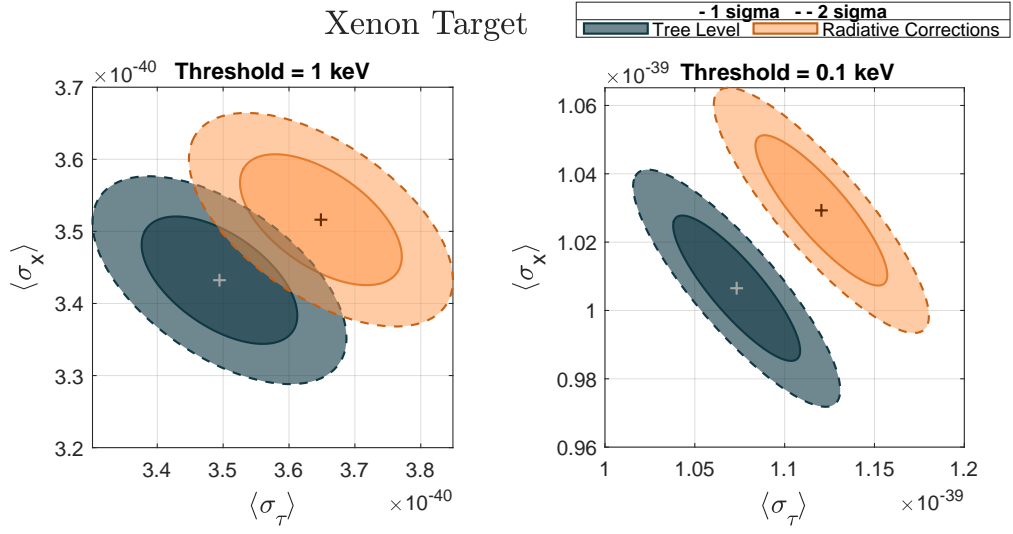 Xenon Target
- 1 sigma - - 2 sigma
Tree Level Radiative Corrections
×10⁻⁴⁰ Threshold = 1 keV
3.7
3.6
3.5
3.4
3.3
3.2
⟨σ_χ⟩
3.4 3.5 3.6 3.7 3.8
⟨σ_τ⟩ ×10⁻⁴⁰
×10⁻³⁹ Threshold = 0.1 keV
1.06
1.04
1.02
1
0.98
0.96
⟨σ_χ⟩
1 1.05 1.1 1.15 1.2
⟨σ_τ⟩ ×10⁻³⁹